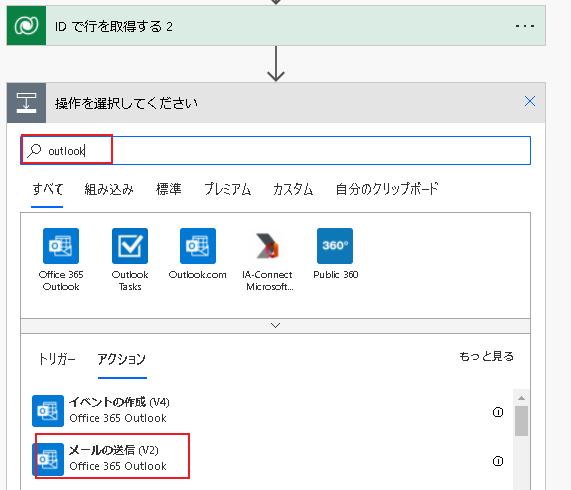 ID で行を取得する 2
操作を選択してください
outlook
すべて 組み込み 標準 プレミアム カスタム 自分のクリップボード
Office 365 Outlook
Outlook Tasks
Outlook.com
IA-Connect Microsoft...
360°
Public 360
トリガー アクション もっと見る
イベントの作成 (V4)
Office 365 Outlook
メールの送信 (V2)
Office 365 Outlook